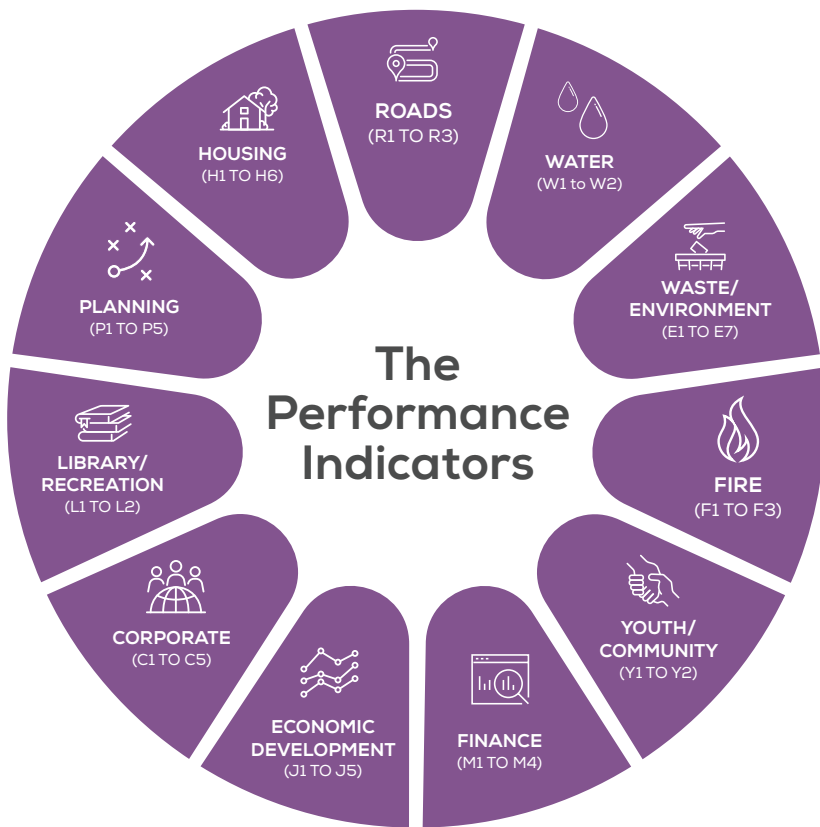 The
Performance
Indicators
ROADS
(R1 TO R3)
WATER
(W1 to W2)
WASTE/
ENVIRONMENT
(E1 TO E7)
FIRE
(F1 TO F3)
YOUTH/
COMMUNITY
(Y1 TO Y2)
FINANCE
(M1 TO M4)
ECONOMIC
DEVELOPMENT
(J1 TO J5)
CORPORATE
(C1 TO C5)
LIBRARY/
RECREATION
(L1 TO L2)
PLANNING
(P1 TO P5)
HOUSING
(H1 TO H6)